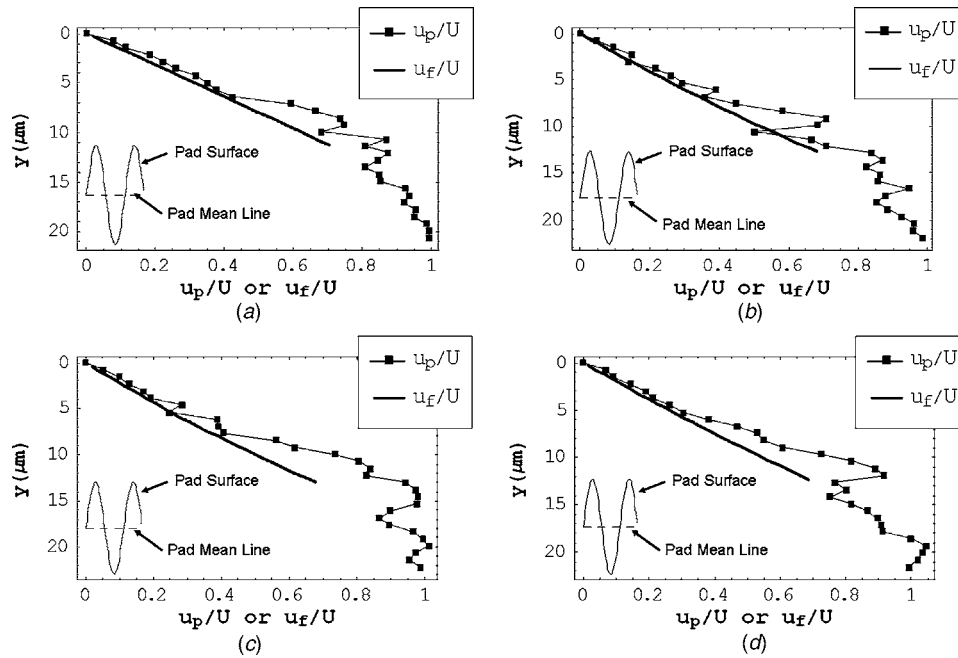 0
5
10
15
20
y (μm)
u_p/U
u_f/U
Pad Surface
Pad Mean Line
0 0.2 0.4 0.6 0.8 1
u_p/U or u_f/U
(a)
0
5
10
15
20
y (μm)
u_p/U
u_f/U
Pad Surface
Pad Mean Line
0 0.2 0.4 0.6 0.8 1
u_p/U or u_f/U
(b)
0
5
10
15
20
y (μm)
u_p/U
u_f/U
Pad Surface
Pad Mean Line
0 0.2 0.4 0.6 0.8 1
u_p/U or u_f/U
(c)
0
5
10
15
20
y (μm)
u_p/U
u_f/U
Pad Surface
Pad Mean Line
0 0.2 0.4 0.6 0.8 1
u_p/U or u_f/U
(d)